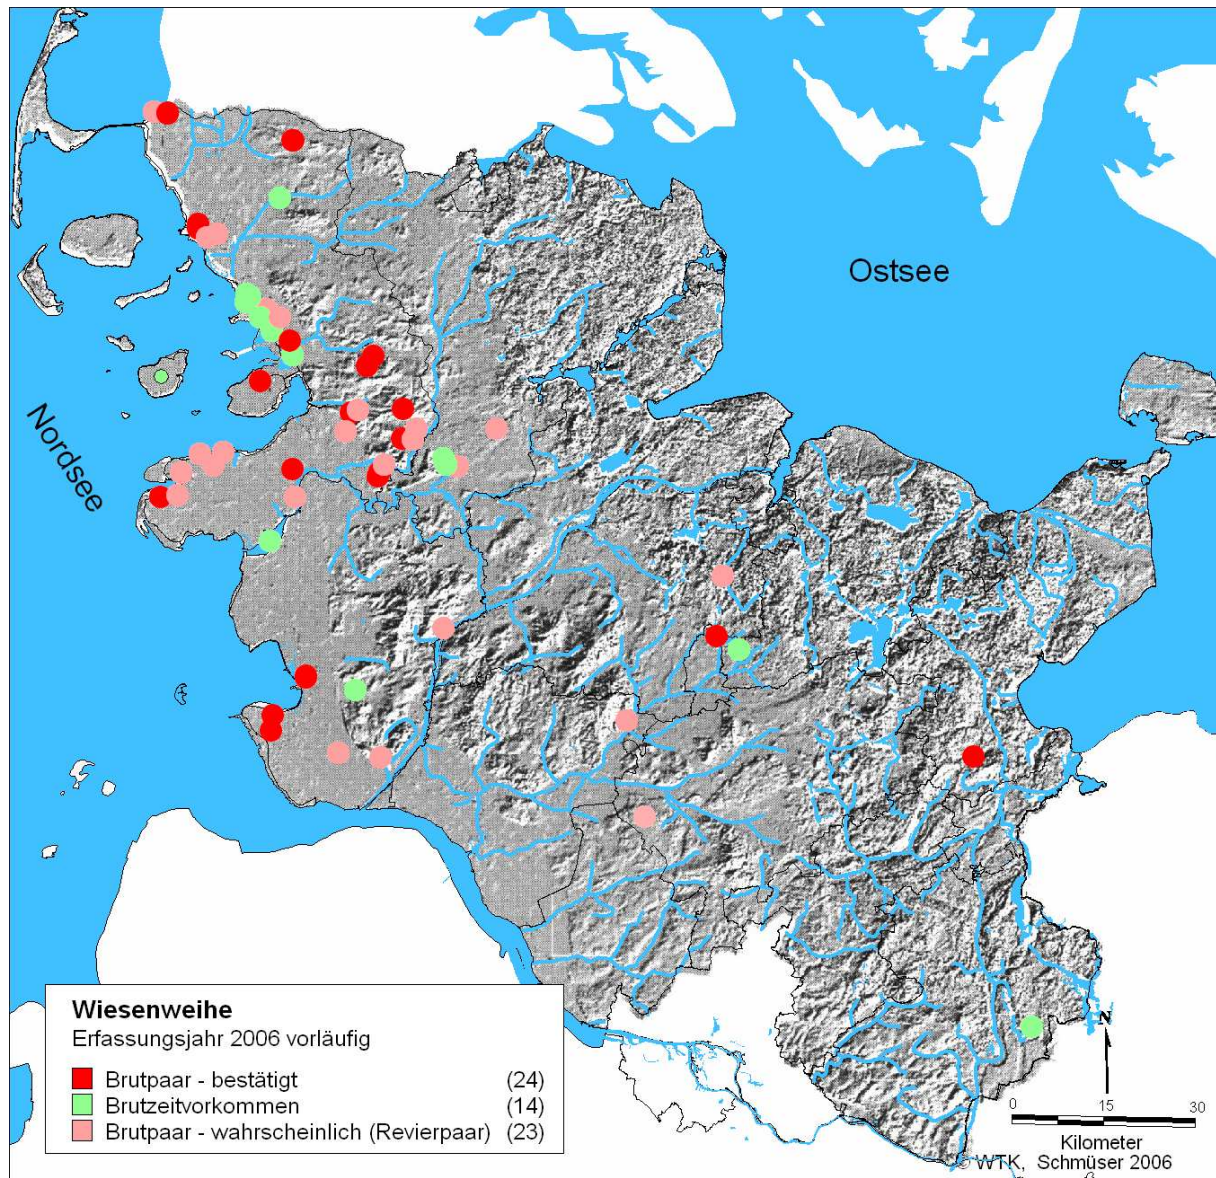 Ostsee
Nordsee
Wiesenweihe
Erfassungsjahr 2006 vorläufig
Brutpaar - bestätigt (24)
Brutzeitvorkommen (14)
Brutpaar - wahrscheinlich (Revierpaar) (23)
N
0 15 30
Kilometer
© WTK, Schmüser 2006